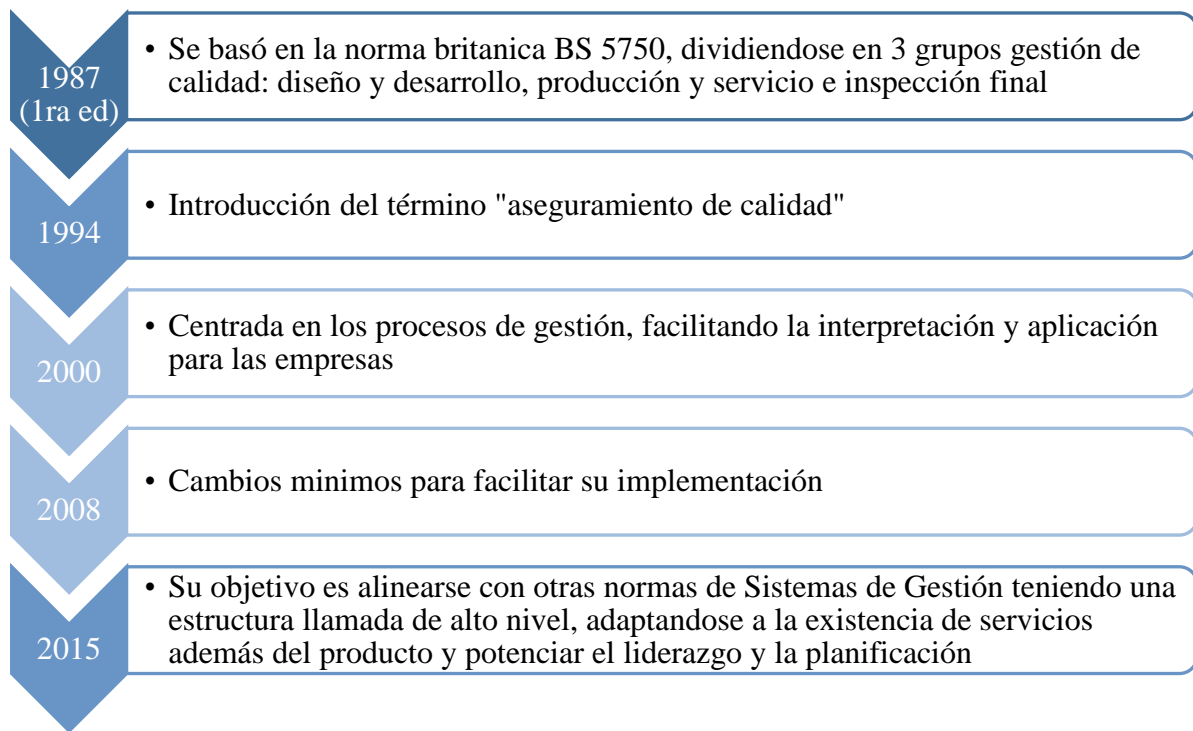 1987
(1ra ed)
• Se basó en la norma britanica BS 5750, dividiendose en 3 grupos gestión de
calidad: diseño y desarrollo, producción y servicio e inspección final
1994
• Introducción del término "aseguramiento de calidad"
2000
• Centrada en los procesos de gestión, facilitando la interpretación y aplicación
para las empresas
2008
• Cambios minimos para facilitar su implementación
2015
• Su objetivo es alinearse con otras normas de Sistemas de Gestión teniendo una
estructura llamada de alto nivel, adaptandose a la existencia de servicios
además del producto y potenciar el liderazgo y la planificación